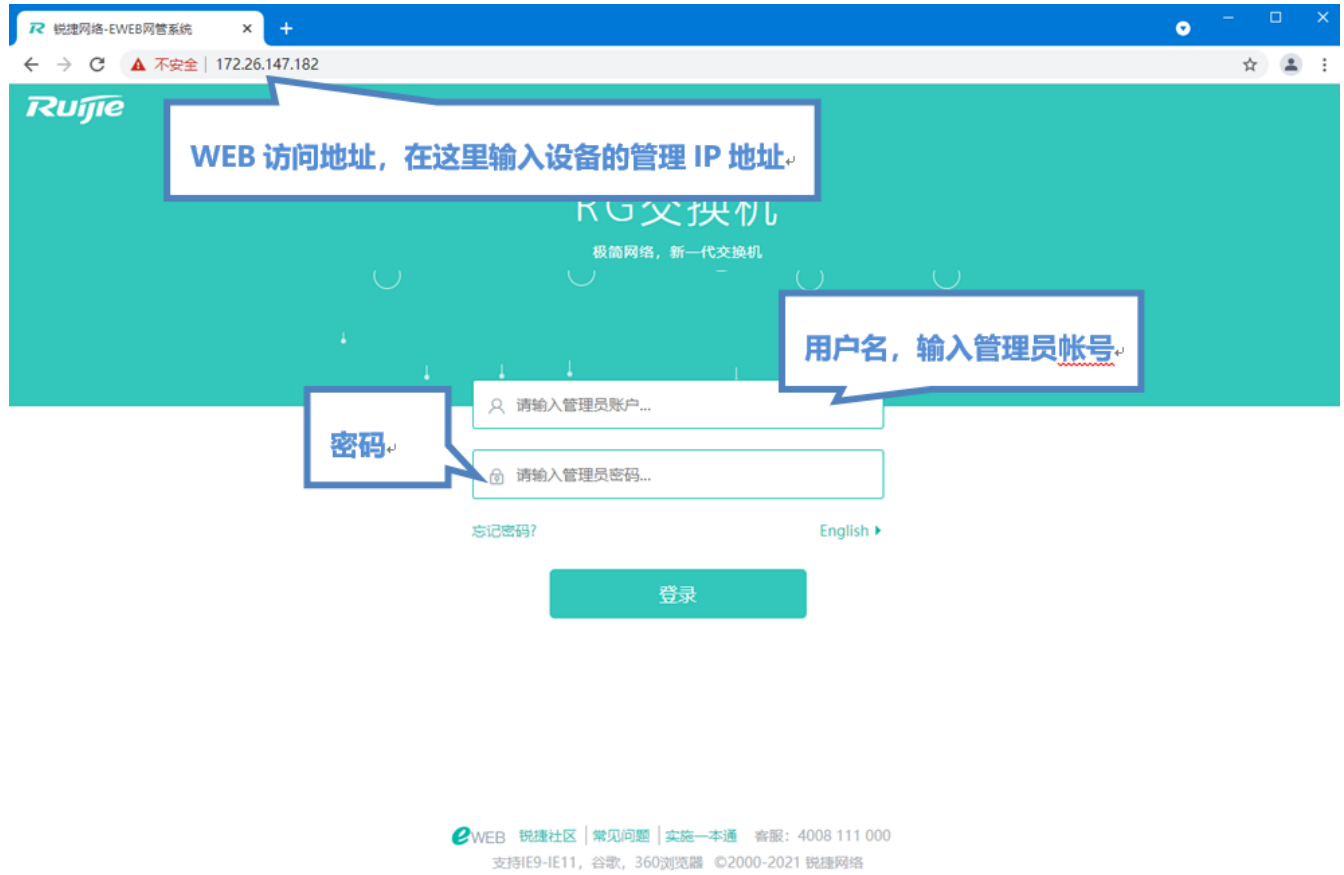 锐捷网络-EWEB网管系统
不安全 172.26.147.182
Ruijie
WEB 访问地址，在这里输入设备的管理 IP 地址
RG交换机
极简网络，新一代交换机
用户名，输入管理员帐号
请输入管理员账户...
密码
请输入管理员密码...
忘记密码? English
登录
eWEB 锐捷社区 | 常见问题 | 实施一本通 客服：4008 111 000
支持IE9-IE11，谷歌，360浏览器 ©2000-2021 锐捷网络